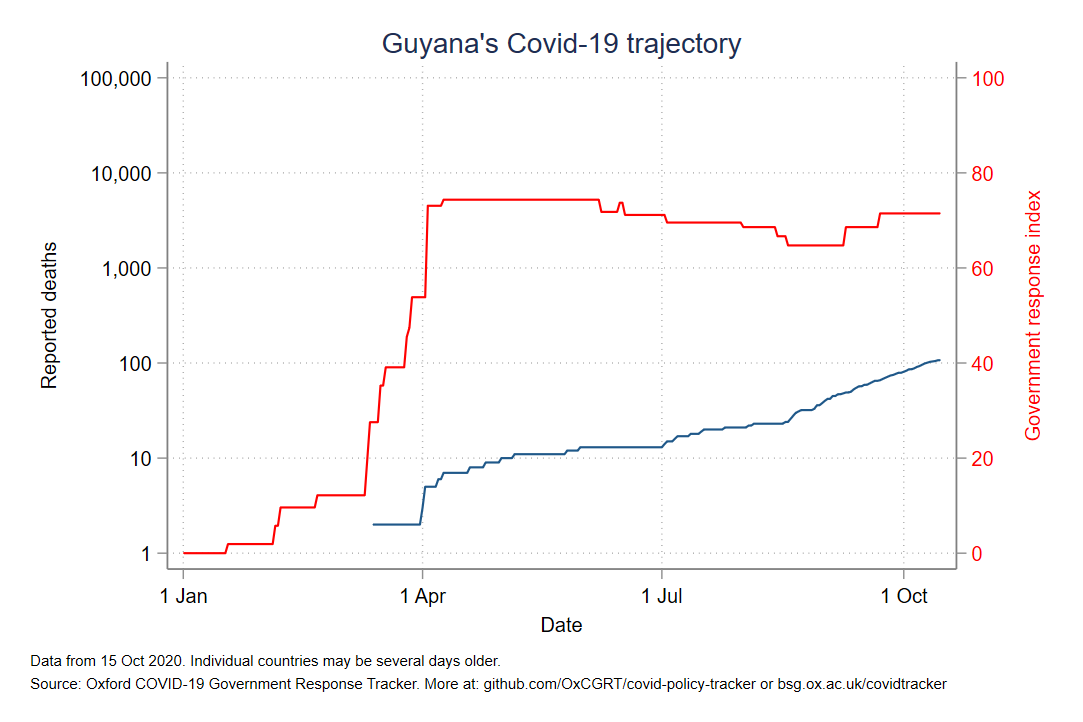 Guyana's Covid-19 trajectory
100,000
10,000
1,000
100
10
1
Reported deaths
100
80
60
40
20
0
Government response index
1 Jan
1 Apr
1 Jul
1 Oct
Date
Data from 15 Oct 2020. Individual countries may be several days older.
Source: Oxford COVID-19 Government Response Tracker. More at: github.com/OxCGRT/covid-policy-tracker or bsg.ox.ac.uk/covidtracker